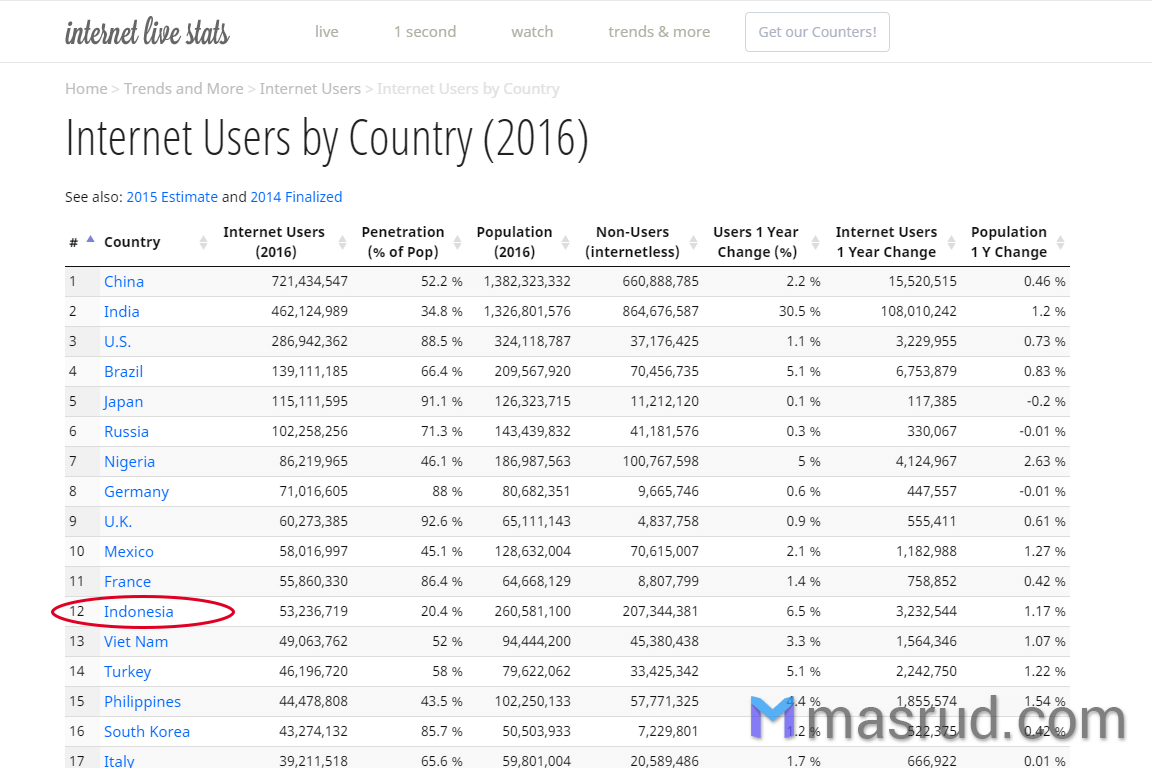 internet live stats live 1 second watch trends & more Get our Counters!
Home > Trends and More > Internet Users > Internet Users by Country
Internet Users by Country (2016)
See also: 2015 Estimate and 2014 Finalized
# Country Internet Users (2016) Penetration (% of Pop) Population (2016) Non-Users (internetless) Users 1 Year Change (%) Internet Users 1 Year Change Population 1 Y Change
1 China 721,434,547 52.2 % 1,382,323,332 660,888,785 2.2 % 15,520,515 0.46 %
2 India 462,124,989 34.8 % 1,326,801,576 864,676,587 30.5 % 108,010,242 1.2 %
3 U.S. 286,942,362 88.5 % 324,118,787 37,176,425 1.1 % 3,229,955 0.73 %
4 Brazil 139,111,185 66.4 % 209,567,920 70,456,735 5.1 % 6,753,879 0.83 %
5 Japan 115,111,595 91.1 % 126,323,715 11,212,120 0.1 % 117,385 -0.2 %
6 Russia 102,258,256 71.3 % 143,439,832 41,181,576 0.3 % 330,067 -0.01 %
7 Nigeria 86,219,965 46.1 % 186,987,563 100,767,598 5 % 4,124,967 2.63 %
8 Germany 71,016,605 88 % 80,682,351 9,665,746 0.6 % 447,557 -0.01 %
9 U.K. 60,273,385 92.6 % 65,111,143 4,837,758 0.9 % 555,411 0.61 %
10 Mexico 58,016,997 45.1 % 128,632,004 70,615,007 2.1 % 1,182,988 1.27 %
11 France 55,860,330 86.4 % 64,668,129 8,807,799 1.4 % 758,852 0.42 %
12 Indonesia 53,236,719 20.4 % 260,581,100 207,344,381 6.5 % 3,232,544 1.17 %
13 Viet Nam 49,063,762 52 % 94,444,200 45,380,438 3.3 % 1,564,346 1.07 %
14 Turkey 46,196,720 58 % 79,622,062 33,425,342 5.1 % 2,242,750 1.22 %
15 Philippines 44,478,808 43.5 % 102,250,133 57,771,325 4.4 % 1,855,574 1.54 %
16 South Korea 43,274,132 85.7 % 50,503,933 7,229,801 1.2 % 522,375 0.42 %
17 Italy 39,211,518 65.6 % 59,801,004 20,589,486 1.7 % 666,922 0.01 %
masrud.com